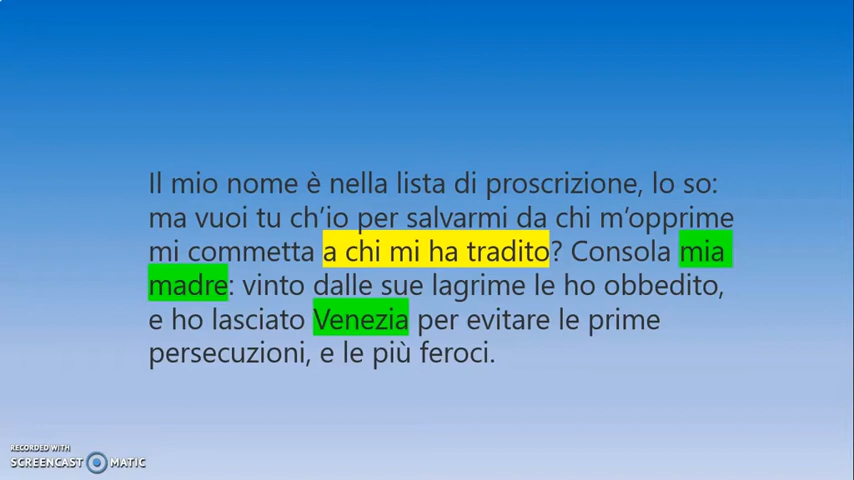 Il mio nome è nella lista di proscrizione, lo so:
ma vuoi tu ch’io per salvarmi da chi m’opprime
mi commetta a chi mi ha tradito? Consola mia
madre: vinto dalle sue lagrime le ho obbedito,
e ho lasciato Venezia per evitare le prime
persecuzioni, e le più feroci.
RECORDED WITH
SCREENCAST MATIC